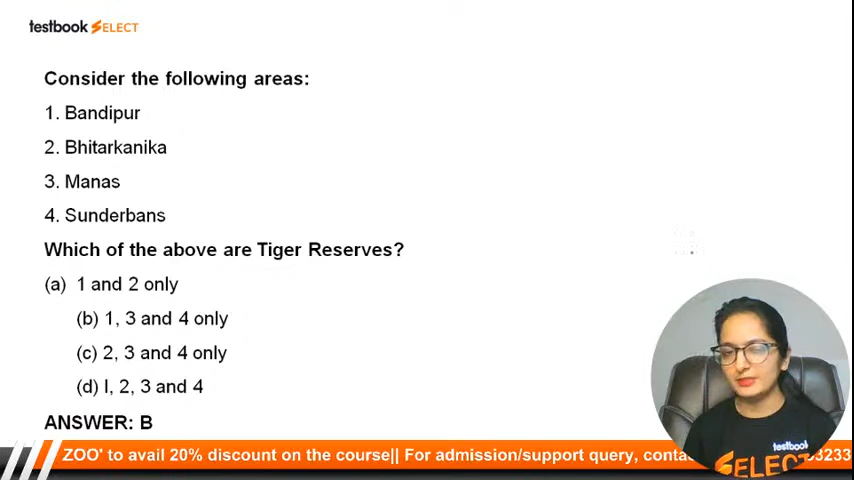 testbook SELECT
Consider the following areas:
1. Bandipur
2. Bhitarkanika
3. Manas
4. Sunderbans
Which of the above are Tiger Reserves?
(a) 1 and 2 only
(b) 1, 3 and 4 only
(c) 2, 3 and 4 only
(d) I, 2, 3 and 4
ANSWER: B
testbook
SELECT
ZOO' to avail 20% discount on the course|| For admission/support query, 3233